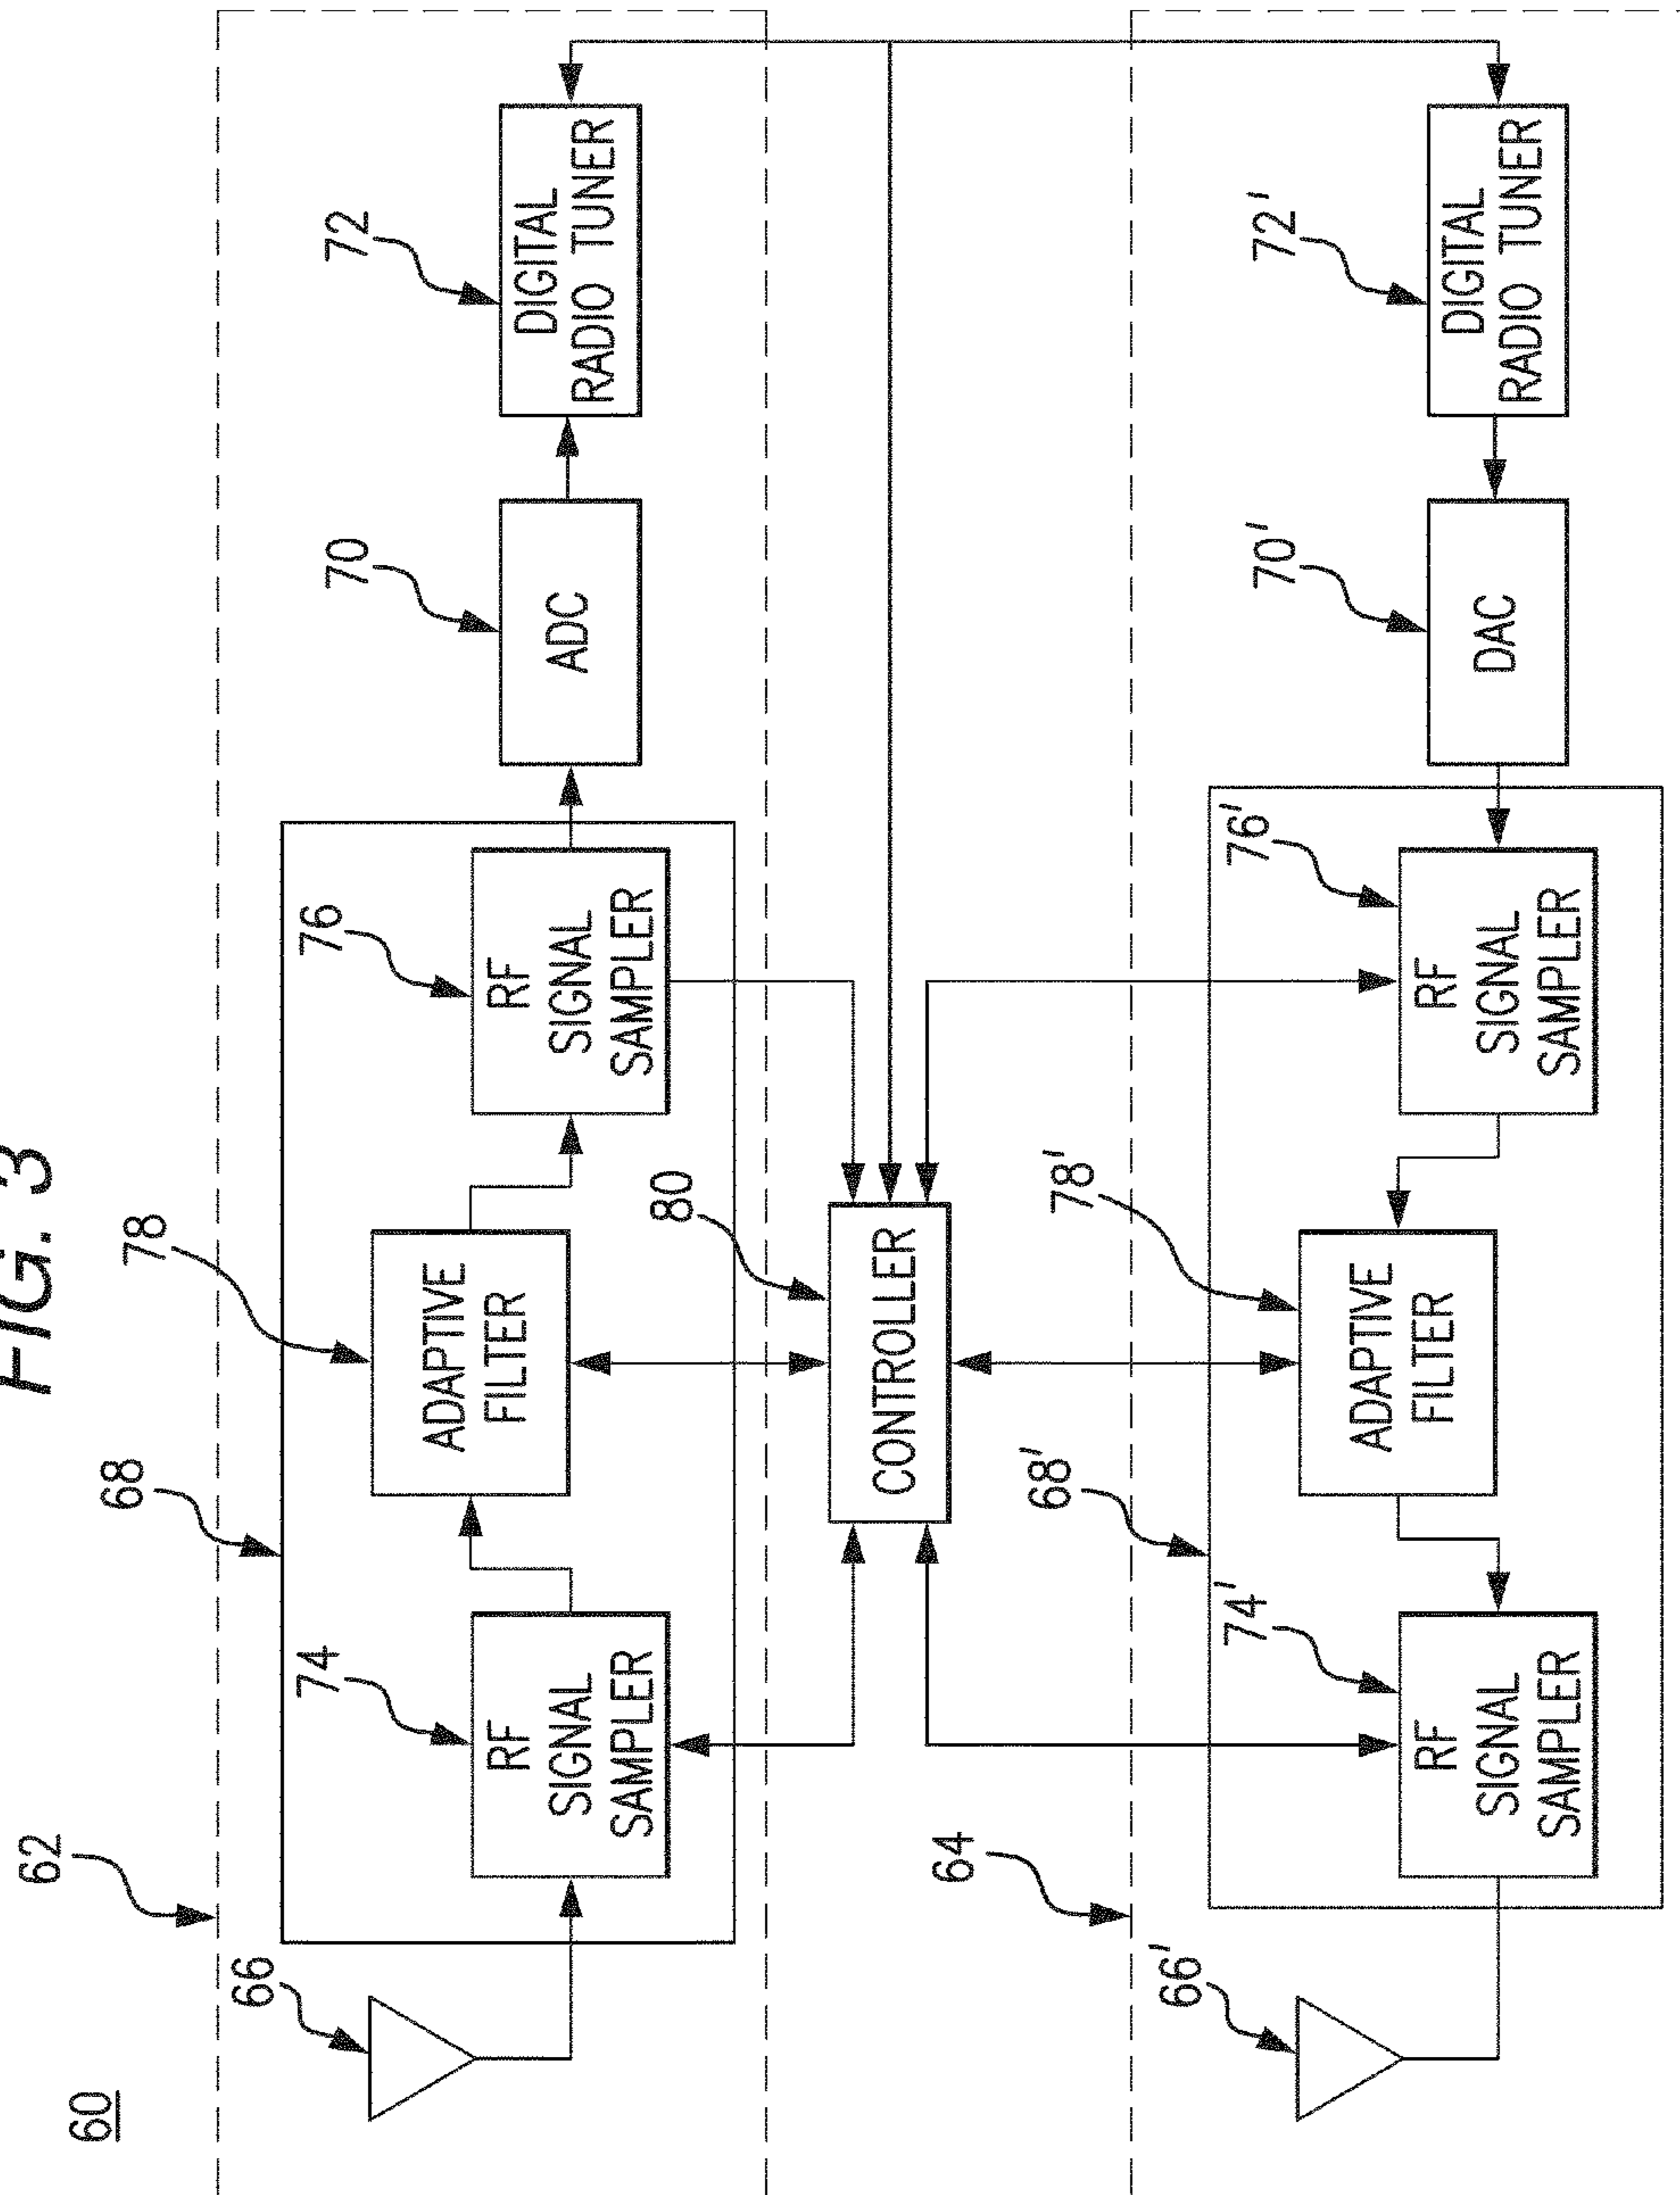 FIG. 3
60
62
68
78
66
74
76
70
72
ADAPTIVE
FILTER
RF
SIGNAL
SAMPLER
RF
SIGNAL
SAMPLER
ADC
DIGITAL
RADIO TUNER
80
CONTROLLER
64
68'
78'
66'
74'
76'
70'
72'
ADAPTIVE
FILTER
RF
SIGNAL
SAMPLER
RF
SIGNAL
SAMPLER
DAC
DIGITAL
RADIO TUNER